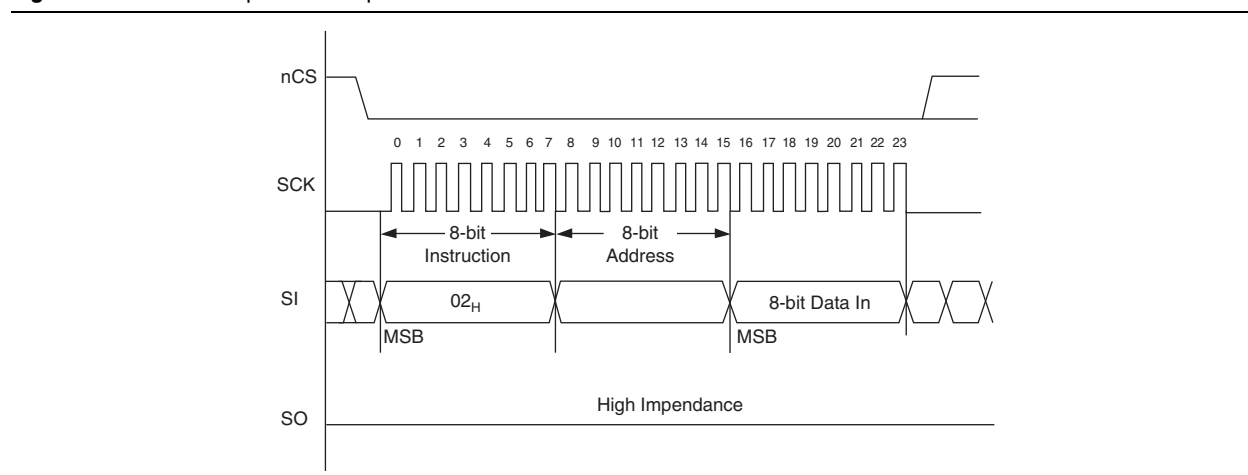 nCS
0 1 2 3 4 5 6 7 8 9 10 11 12 13 14 15 16 17 18 19 20 21 22 23
SCK
8-bit 8-bit
Instruction Address
SI 02H 8-bit Data In
MSB MSB
High Impendance
SO